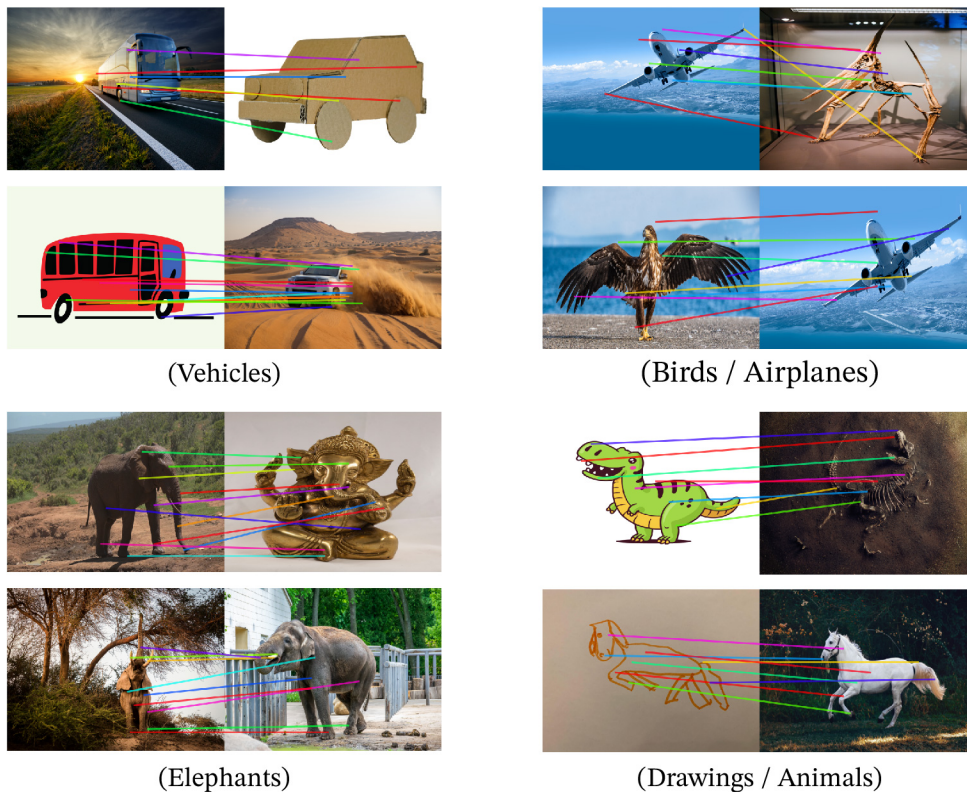 (Vehicles)
(Birds / Airplanes)
(Elephants)
(Drawings / Animals)